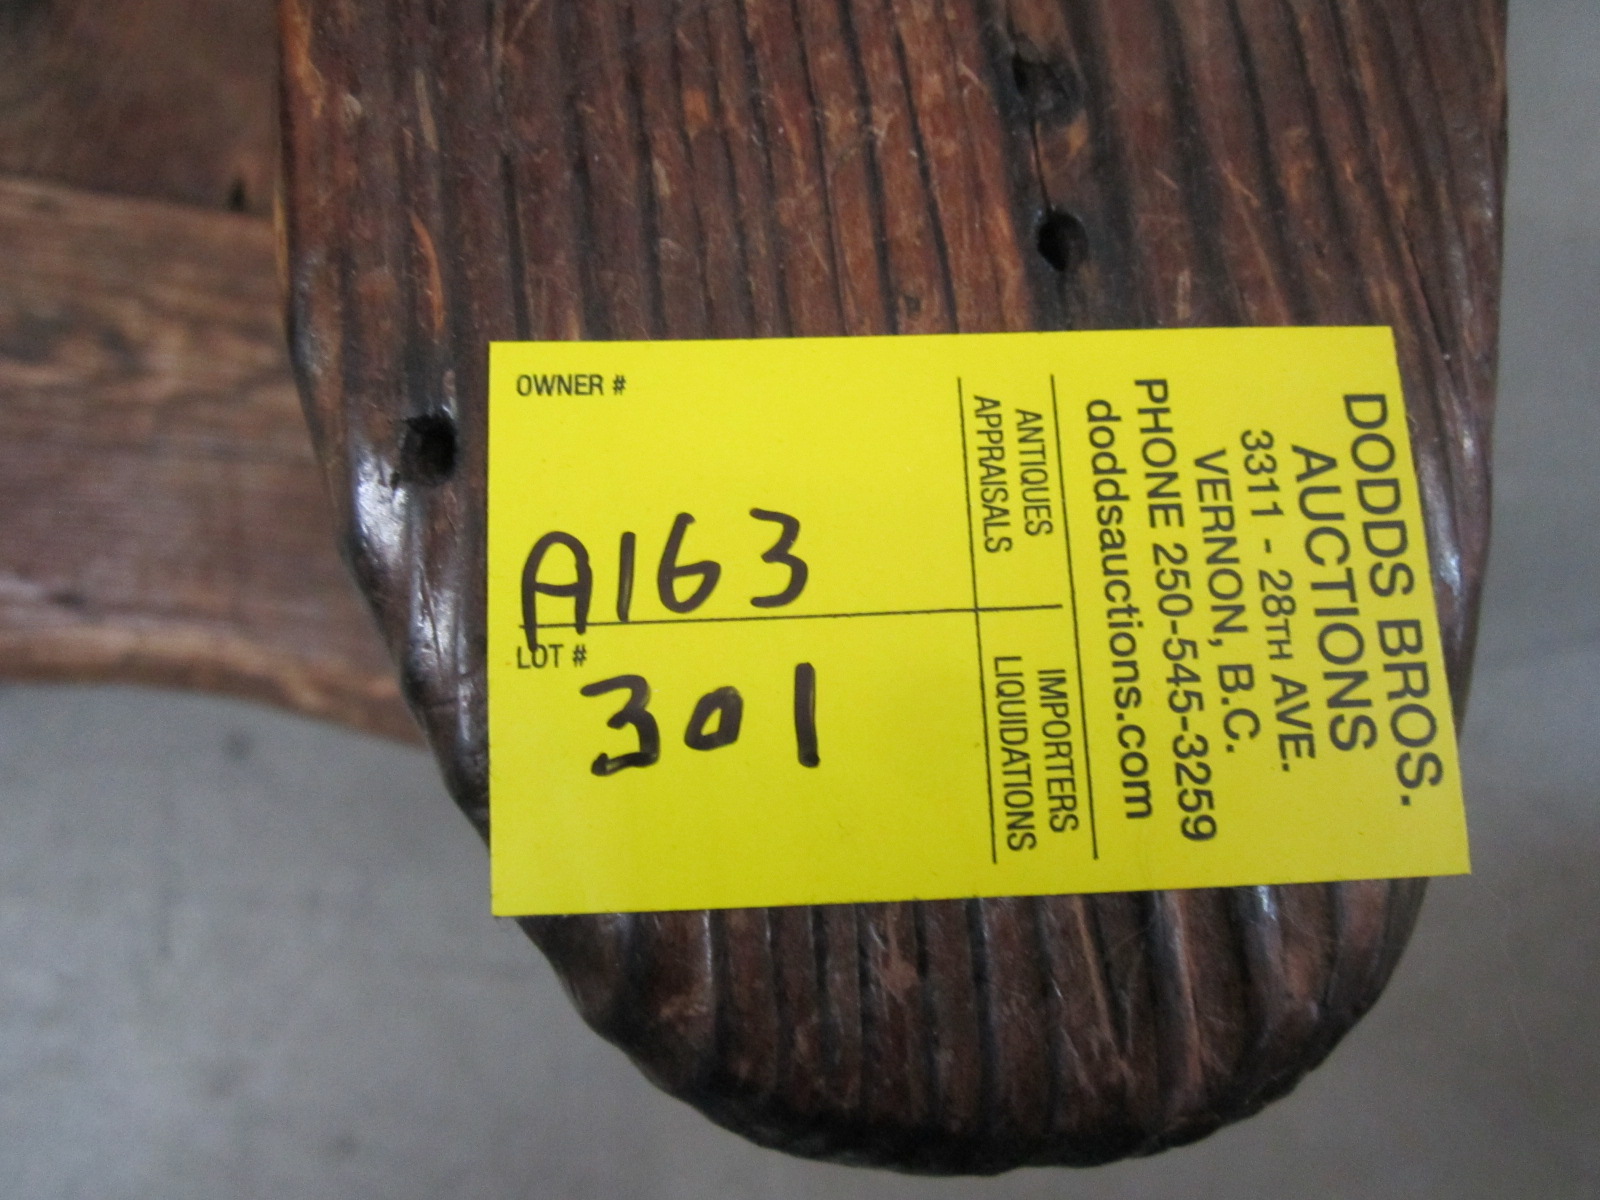 OWNER #
A163
LOT #
301
DODDS BROS.
AUCTIONS
3311 - 28TH AVE.
VERNON, B.C.
PHONE 250-545-3259
doddsauctions.com
ANTIQUES
APPRAISALS
IMPORTERS
LIQUIDATIONS